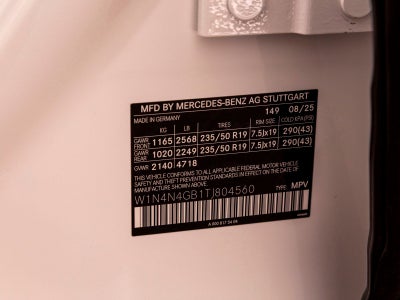 MFD BY MERCEDES-BENZ AG STUTTGART
MADE IN GERMANY 149 08/25
KG LB TIRES RIM SIZE COLD KPA(PSI)
GAWR FRONT 1165 2568 235/50 R19 7.5Jx19 290(43)
GAWR REAR 1020 2249 235/50 R19 7.5Jx19 290(43)
GVWR 2140 4718
THIS VEHICLE CONFORMS TO ALL APPLICABLE FEDERAL MOTOR VEHICLE
SAFETY STANDARDS AND THEFT PREVENTION STANDARDS IN EFFECT ON THE DATE
OF MANUFACTURE SHOWN ABOVE.
W1N4N4GB1TJ804560 TYPE: MPV